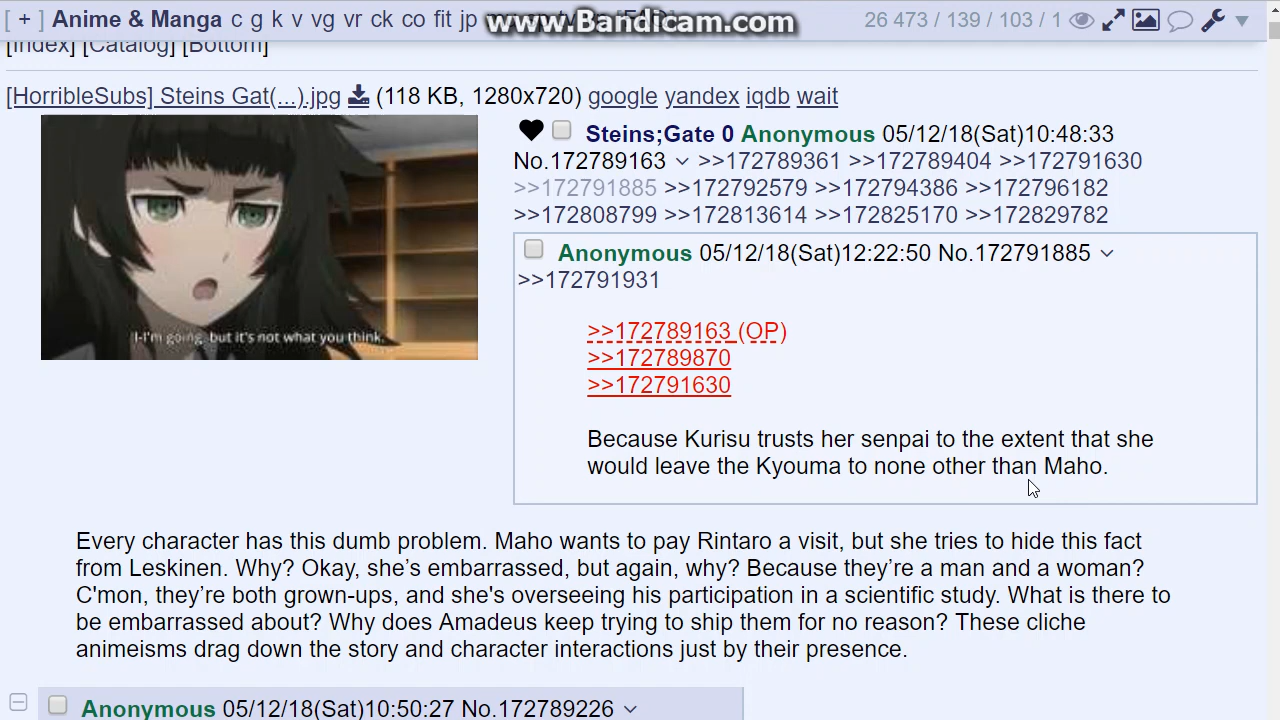 [ + ] Anime & Manga c g k v vg vr ck co fit jp
www.Bandicam.com
26 473 / 139 / 103 / 1
[Index] [Catalog] [Bottom]
[HorribleSubs] Steins Gat(...).jpg (118 KB, 1280x720) google yandex iqdb wait
I-I'm going, but it's not what you think.
Steins;Gate 0 Anonymous 05/12/18(Sat)10:48:33
No.172789163 >>172789361 >>172789404 >>172791630
>>172791885 >>172792579 >>172794386 >>172796182
>>172808799 >>172813614 >>172825170 >>172829782
Anonymous 05/12/18(Sat)12:22:50 No.172791885
>>172791931
>>172789163 (OP)
>>172789870
>>172791630
Because Kurisu trusts her senpai to the extent that she
would leave the Kyouma to none other than Maho.
Every character has this dumb problem. Maho wants to pay Rintaro a visit, but she tries to hide this fact
from Leskinen. Why? Okay, she’s embarrassed, but again, why? Because they’re a man and a woman?
C'mon, they’re both grown-ups, and she's overseeing his participation in a scientific study. What is there to
be embarrassed about? Why does Amadeus keep trying to ship them for no reason? These cliche
animeisms drag down the story and character interactions just by their presence.
Anonymous 05/12/18(Sat)10:50:27 No.172789226